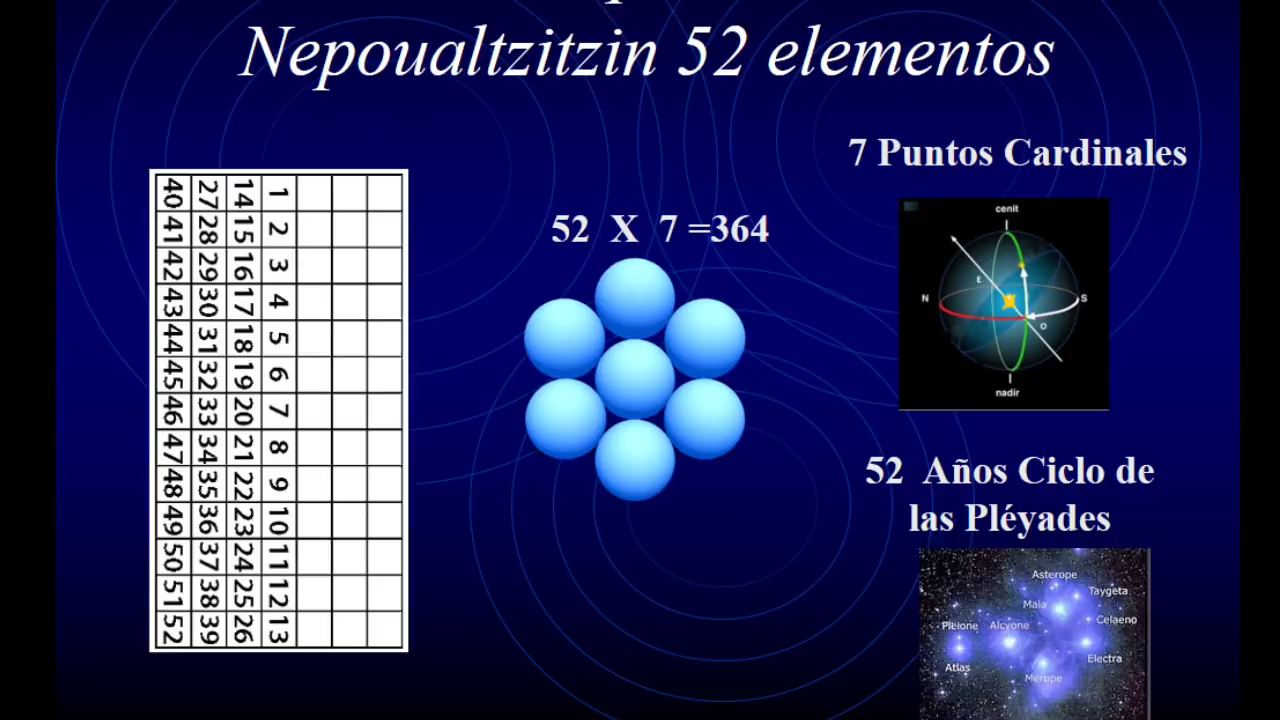 Nepoualtzitzin 52 elementos
7 Puntos Cardinales
52 X 7 =364
40 27 14 1
41 28 15 2
42 29 16 3
43 30 17 4
44 31 18 5
45 32 19 6
46 33 20 7
47 34 21 8
48 35 22 9
49 36 23 10
50 37 24 11
51 38 25 12
52 39 26 13
cenit
E
N
S
O
nadir
52 Años Ciclo de
las Pléyades
Asterope
Taygeta
Maia
Celaeno
Pleione
Alcyone
Electra
Atlas
Merope